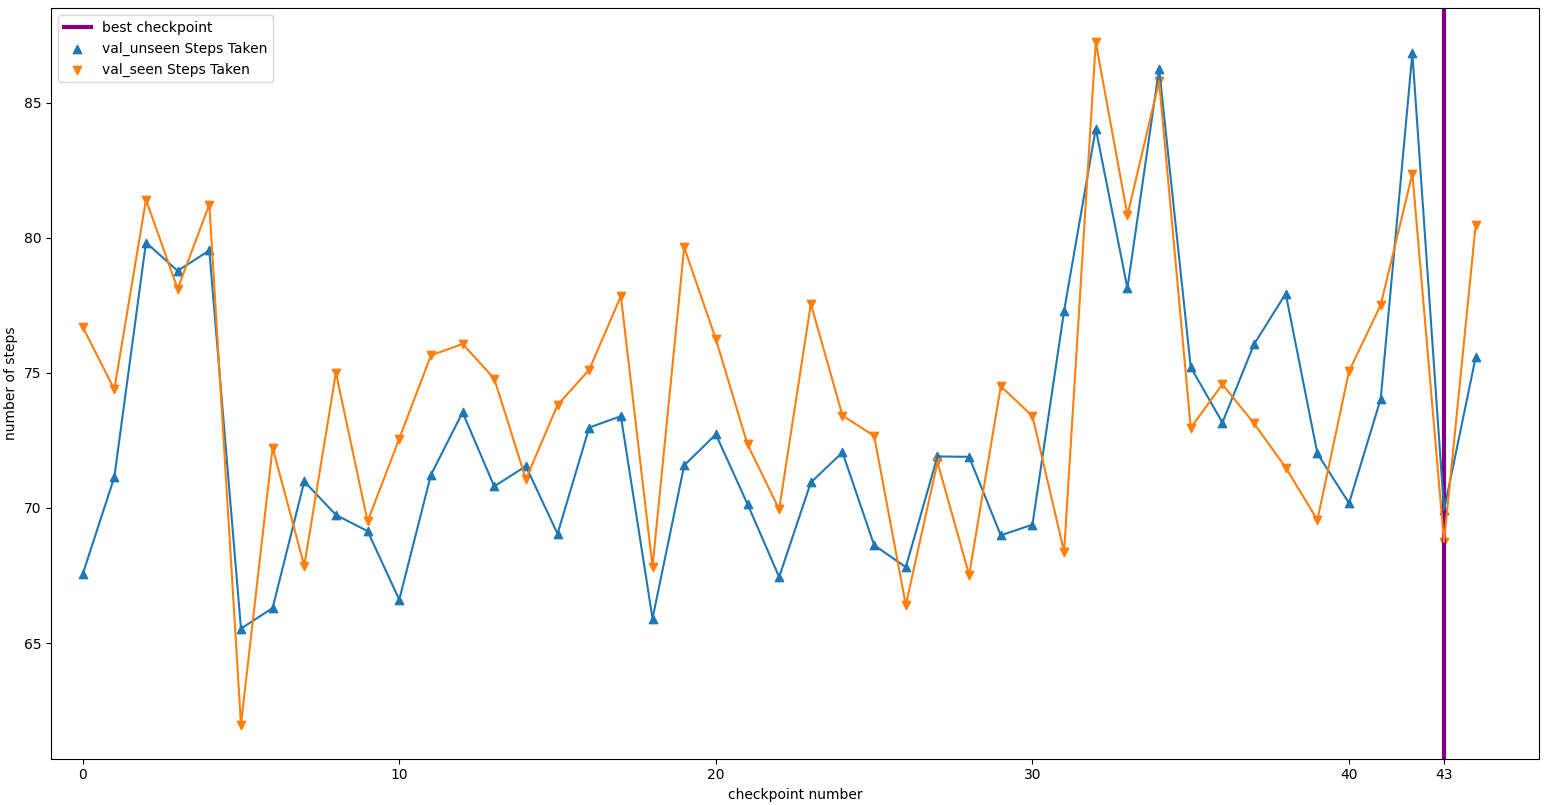 best checkpoint
val_unseen Steps Taken
val_seen Steps Taken
85
80
75
70
65
number of steps
0 10 20 30 40 43
checkpoint number